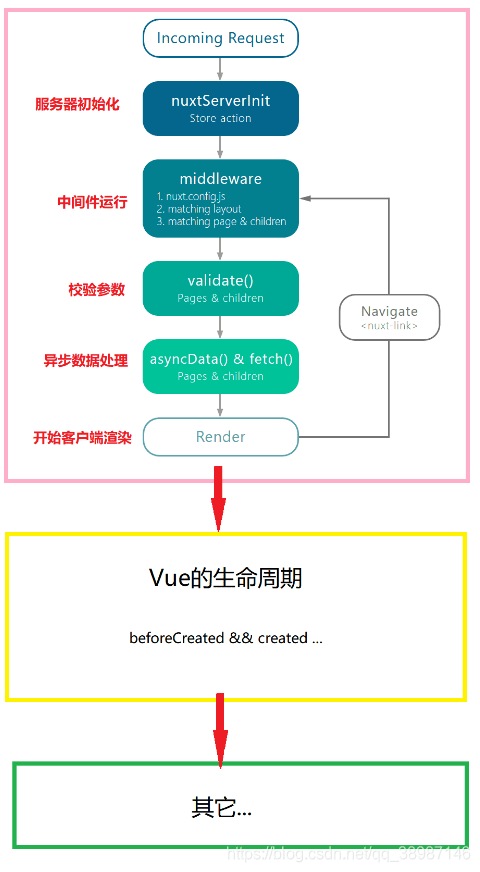 Incoming Request
服务器初始化
nuxtServerInit
Store action
中间件运行
middleware
1. nuxt.config.js
2. matching layout
3. matching page & children
校验参数
validate()
Pages & children
Navigate
<nuxt-link>
异步数据处理
asyncData() & fetch()
Pages & children
开始客户端渲染
Render
Vue的生命周期
beforeCreated && created ...
其它...
https://blog.csdn.net/qq_38987146